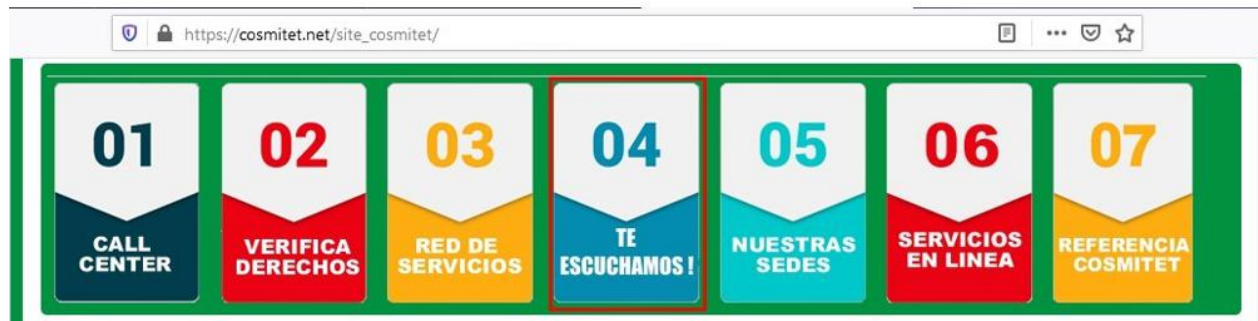 https://cosmitet.net/site_cosmitet/
01
CALL
CENTER
02
VERIFICA
DERECHOS
03
RED DE
SERVICIOS
04
TE
ESCUCHAMOS !
05
NUESTRAS
SEDES
06
SERVICIOS
EN LINEA
07
REFERENCIA
COSMITET